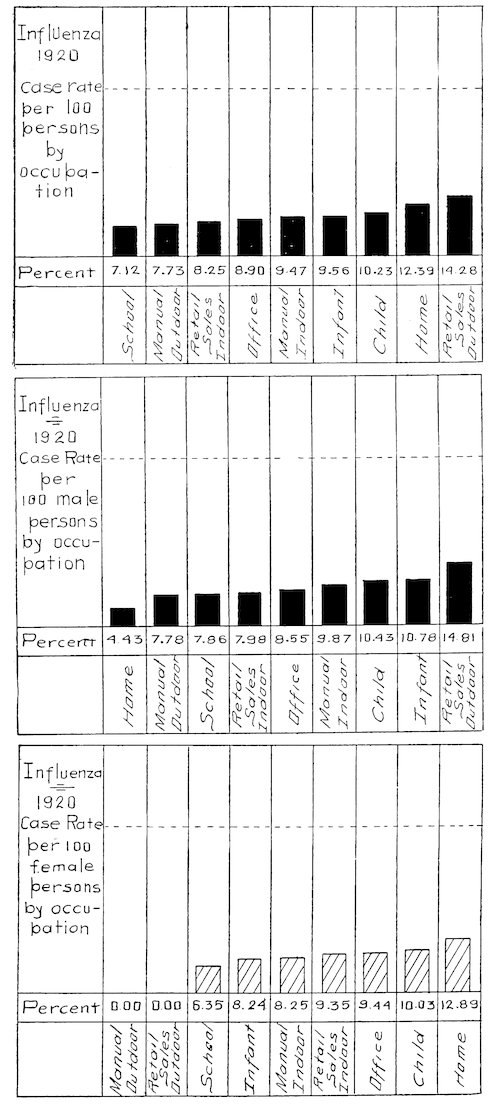 Influenza
1920
Case rate
per 100
persons
by
occupa-
tion
Percent 7.12 7.73 8.25 8.90 9.47 9.56 10.23 12.39 14.28
School
Manual
Outdoor
Retail
Sales
Indoor
Office
Manual
Indoor
Infant
Child
Home
Retail
Sales
Outdoor
Influenza
1920
Case Rate
per
100 male
persons
by occu-
pation
Percent 4.43 7.78 7.86 7.98 8.55 9.87 10.43 10.78 14.81
Home
Manual
Outdoor
School
Retail
Sales
Indoor
Office
Manual
Indoor
Child
Infant
Retail
Sales
Outdoor
Influenza
1920
Case Rate
per 100
female
persons
by occu-
pation
Percent 0.00 0.00 6.35 8.24 8.25 9.35 9.44 10.03 12.89
Manual
Outdoor
Retail
Sales
Outdoor
School
Infant
Manual
Indoor
Retail
Sales
Indoor
Office
Child
Home